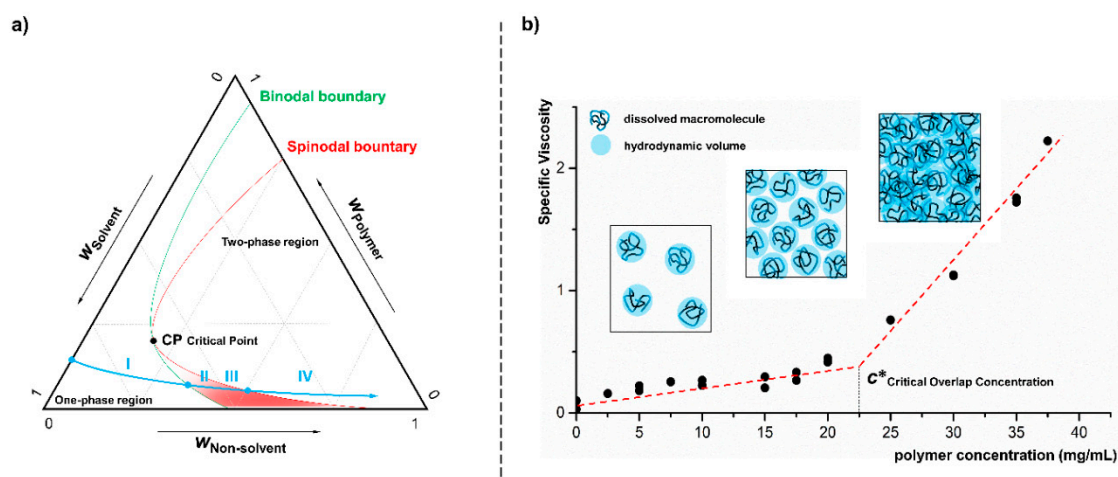 a)
0
1
Binodal boundary
Spinodal bountary
WSolvent
WPolymer
Two-phase region
CP Critical Point
I
II
III
IV
One-phase region
1
0
0
1
WNon-solvent
b)
Specific Viscosity
2
1
0
dissolved macromolecule
hydrodynamic volume
c*Critical Overlap Concentration
0
5
10
15
20
25
30
35
40
polymer concentration (mg/mL)